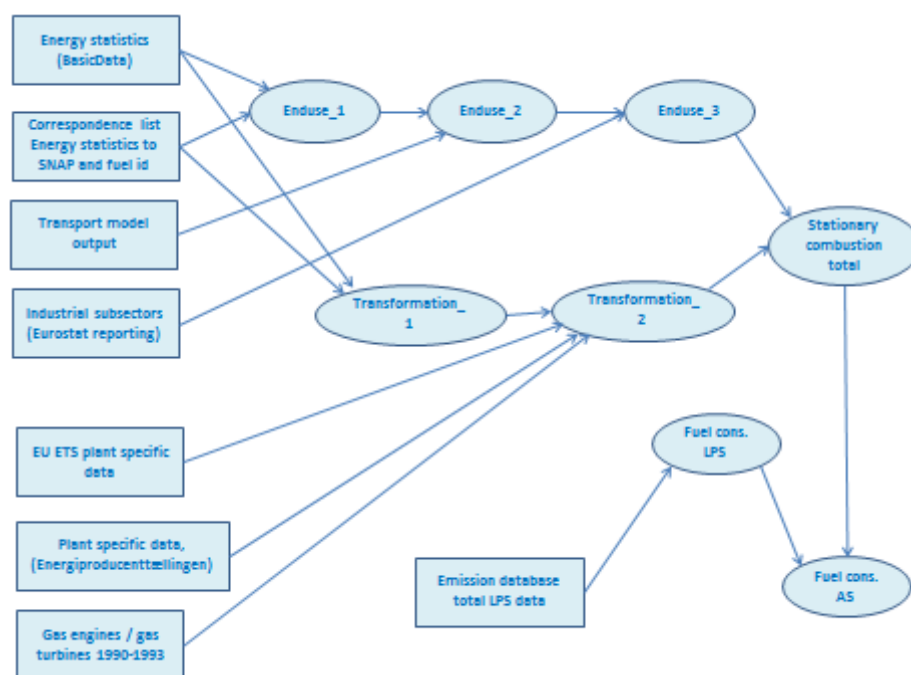 Energy statistics
(BasicData)
Enduse_1
Enduse_2
Enduse_3
Correspondence list
Energy statistics to
SNAP and fuel id
Transport model
output
Stationary
combustion
total
Industrial subsectors
(Eurostat reporting)
Transformation_
1
Transformation_
2
EU ETS plant specific
data
Fuel cons.
LPS
Plant specific data,
(Energiproducenttællingen)
Emission database
total LPS data
Fuel cons.
AS
Gas engines / gas
turbines 1990-1993